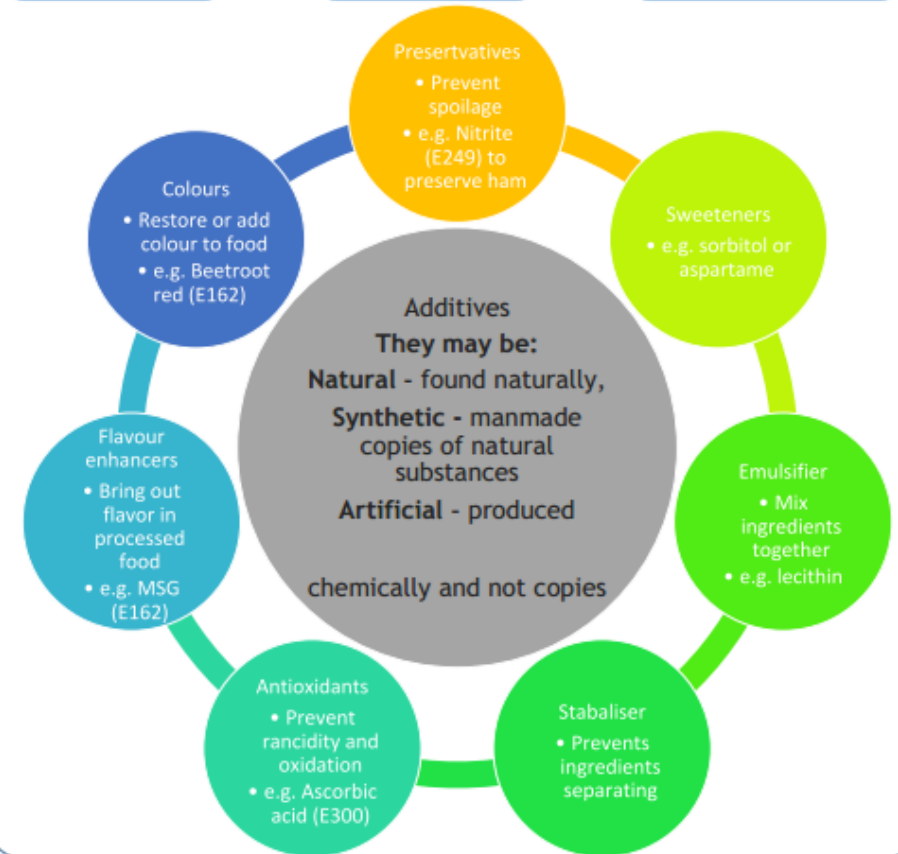 Presertvatives
• Prevent
spoilage
• e.g. Nitrite
(E249) to
preserve ham
Sweeteners
• e.g. sorbitol or
aspartame
Emulsifier
• Mix
ingredients
together
• e.g. lecithin
Stabaliser
• Prevents
ingredients
separating
Antioxidants
• Prevent
rancidity and
oxidation
• e.g. Ascorbic
acid (E300)
Flavour
enhancers
• Bring out
flavor in
processed
food
• e.g. MSG
(E162)
Colours
• Restore or add
colour to food
• e.g. Beetroot
red (E162)
Additives
They may be:
Natural - found naturally,
Synthetic - manmade
copies of natural
substances
Artificial - produced
chemically and not copies